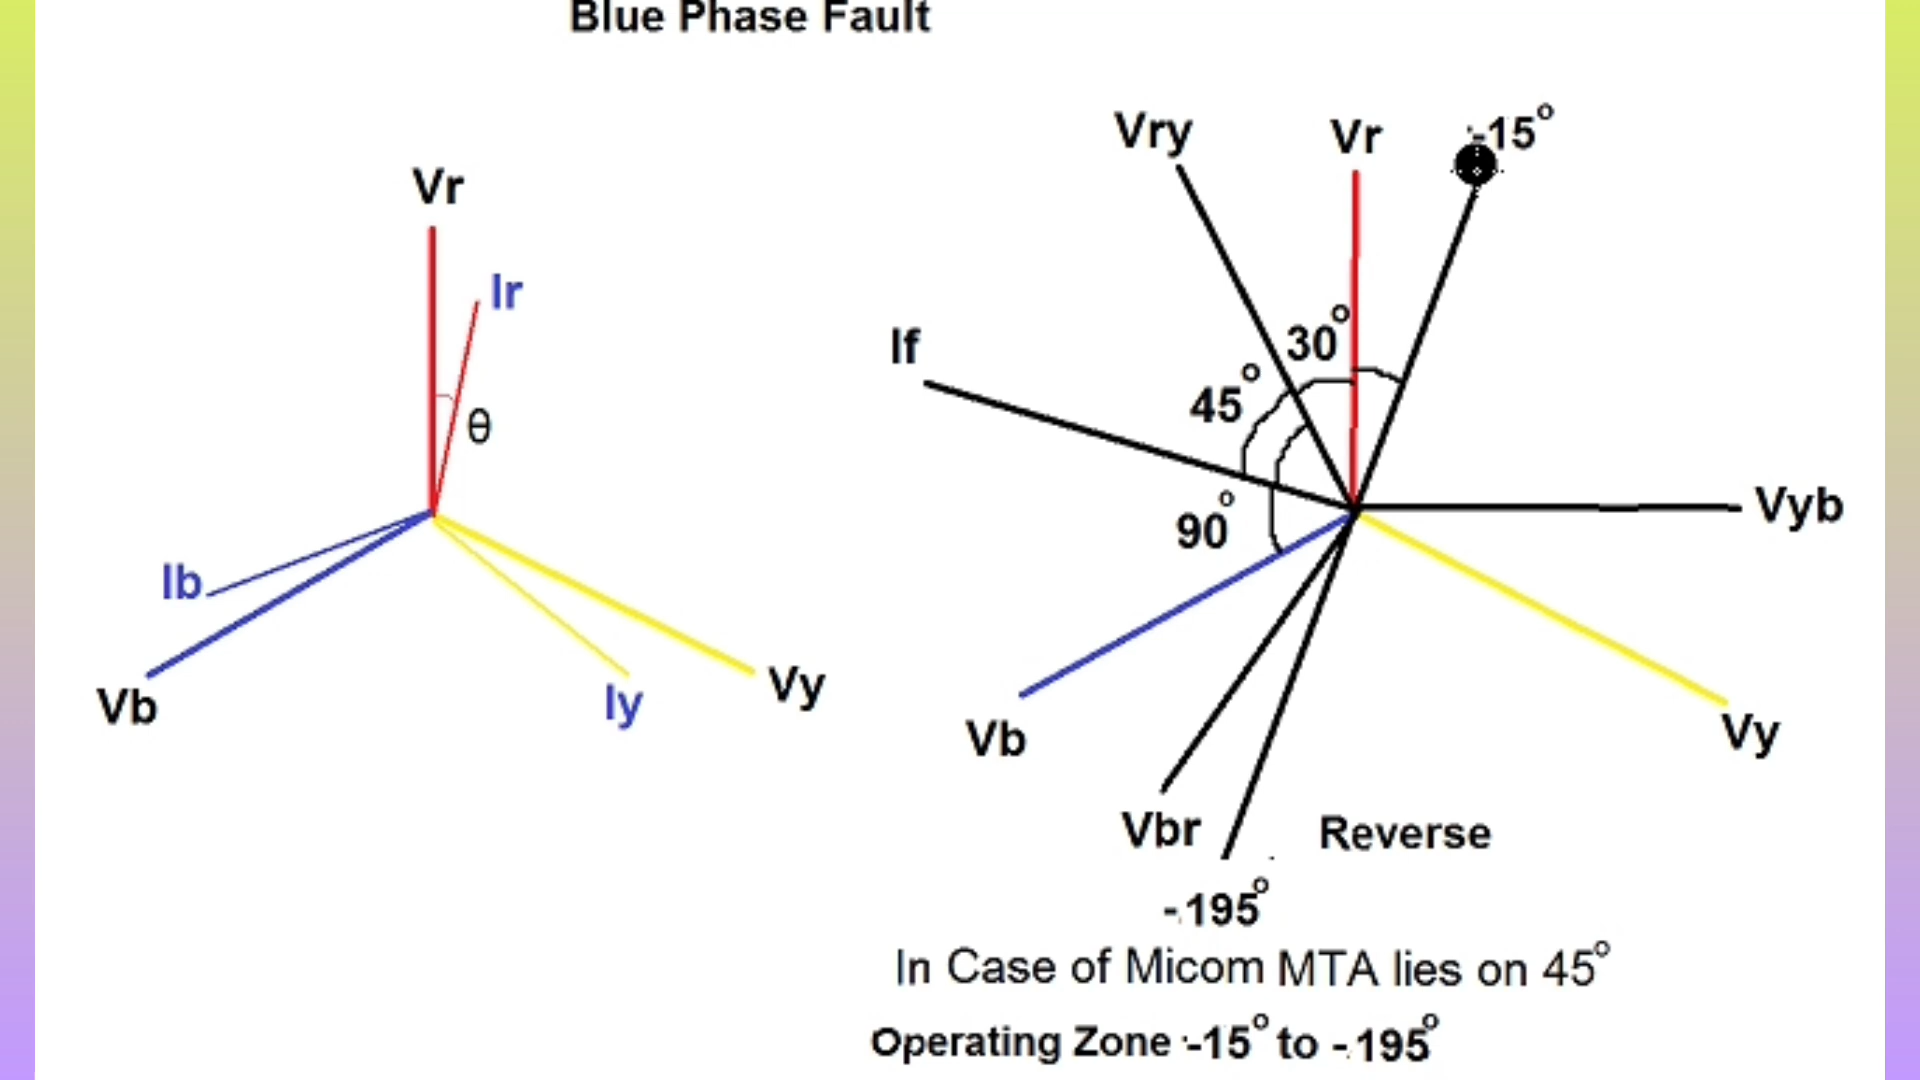 Blue Phase Fault
Vr
Ir
θ
Ib
Vb
Iy
Vy
Vry
Vr
-15°
If
30°
45°
90°
Vyb
Vb
Vy
Vbr
Reverse
-195°
In Case of Micom MTA lies on 45°
Operating Zone -15° to -195°